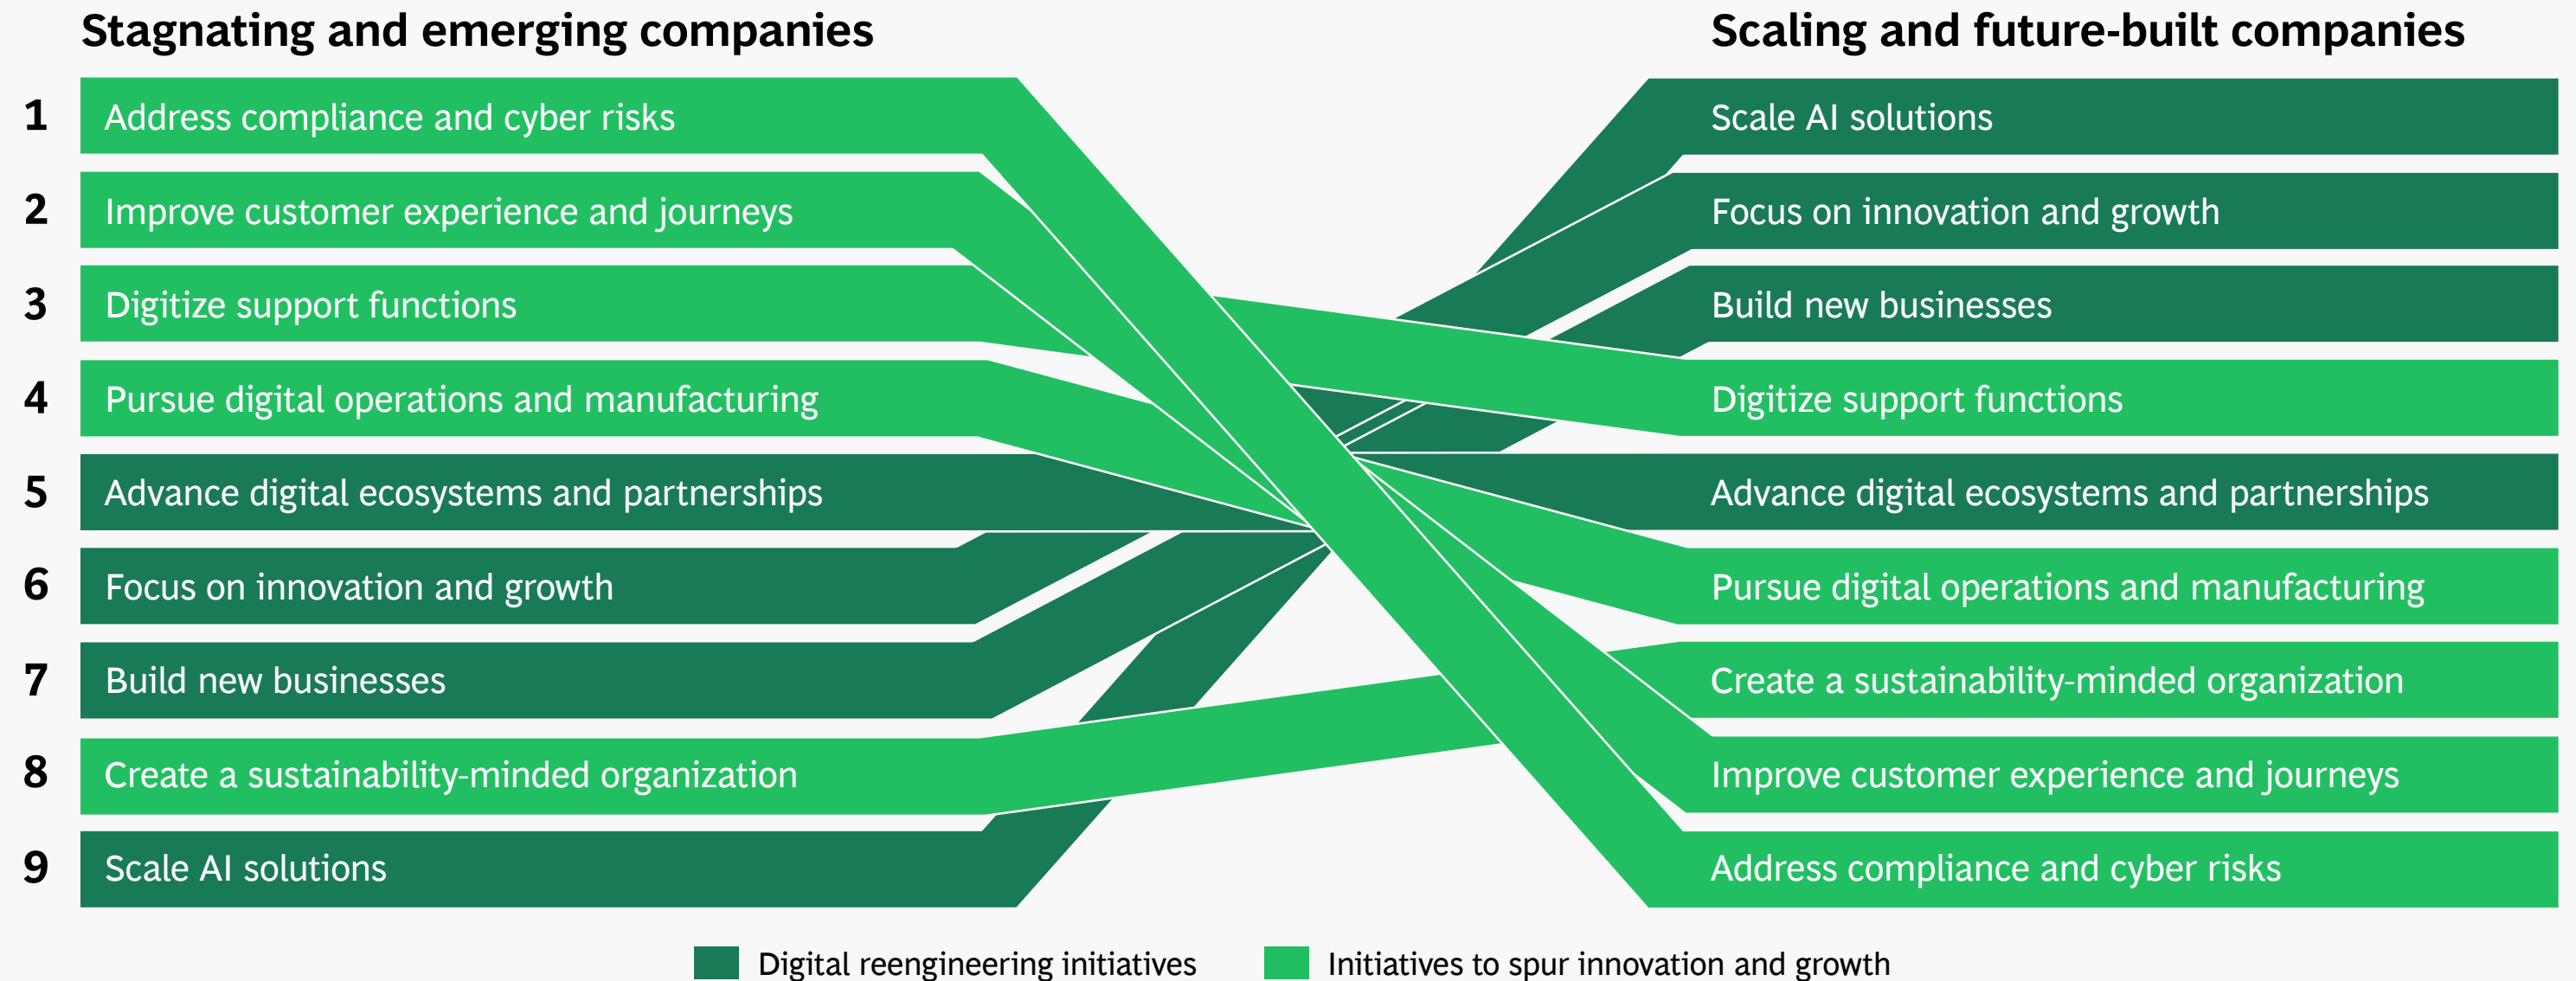 Stagnating and emerging companies
Scaling and future-built companies
1 Address compliance and cyber risks Scale AI solutions
2 Improve customer experience and journeys Focus on innovation and growth
3 Digitize support functions Build new businesses
4 Pursue digital operations and manufacturing Digitize support functions
5 Advance digital ecosystems and partnerships Advance digital ecosystems and partnerships
6 Focus on innovation and growth Pursue digital operations and manufacturing
7 Build new businesses Create a sustainability-minded organization
8 Create a sustainability-minded organization Improve customer experience and journeys
9 Scale AI solutions Address compliance and cyber risks
Digital reengineering initiatives Initiatives to spur innovation and growth